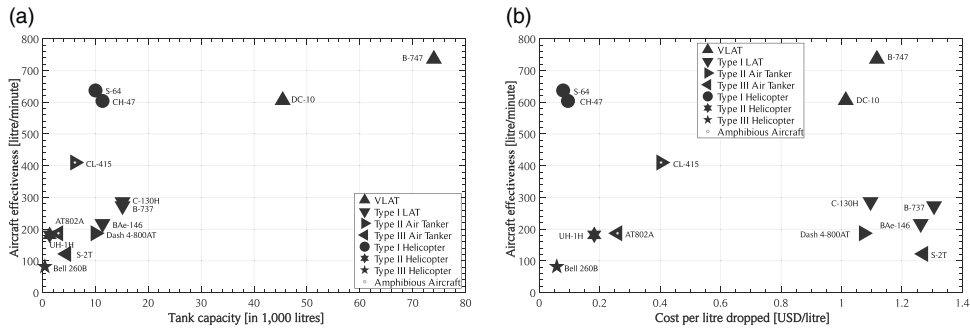 (a)
Aircraft effectiveness [litre/minute]
800
700
600
500
400
300
200
100
0
B-747
DC-10
S-64
CH-47
CL-415
C-130H
B-737
AT802A
BAe-146
Dash 4-800AT
UH-1H
S-2T
Bell 260B
VLAT
Type I LAT
Type II Air Tanker
Type III Air Tanker
Type I Helicopter
Type II Helicopter
Type III Helicopter
Amphibious Aircraft
0 10 20 30 40 50 60 70 80
Tank capacity [in 1,000 litres]
(b)
Aircraft effectiveness [litre/minute]
800
700
600
500
400
300
200
100
0
VLAT
Type I LAT
Type II Air Tanker
Type III Air Tanker
Type I Helicopter
Type II Helicopter
Type III Helicopter
Amphibious Aircraft
B-747
S-64
CH-47
DC-10
CL-415
C-130H
B-737
BAe-146
UH-1H
AT802A
Dash 4-800AT
S-2T
Bell 260B
0 0.2 0.4 0.6 0.8 1 1.2 1.4
Cost per litre dropped [USD/litre]